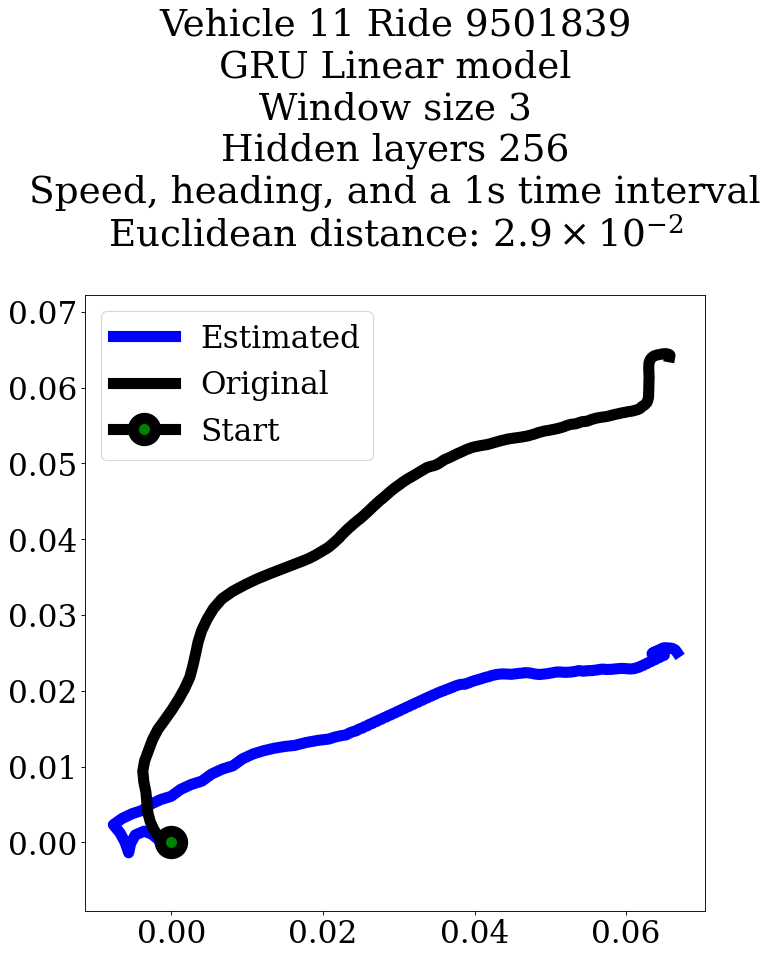 Vehicle 11 Ride 9501839
GRU Linear model
Window size 3
Hidden layers 256
Speed, heading, and a 1s time interval
Euclidean distance: 2.9 × 10⁻²
0.07
0.06
0.05
0.04
0.03
0.02
0.01
0.00
Estimated
Original
Start
0.00 0.02 0.04 0.06